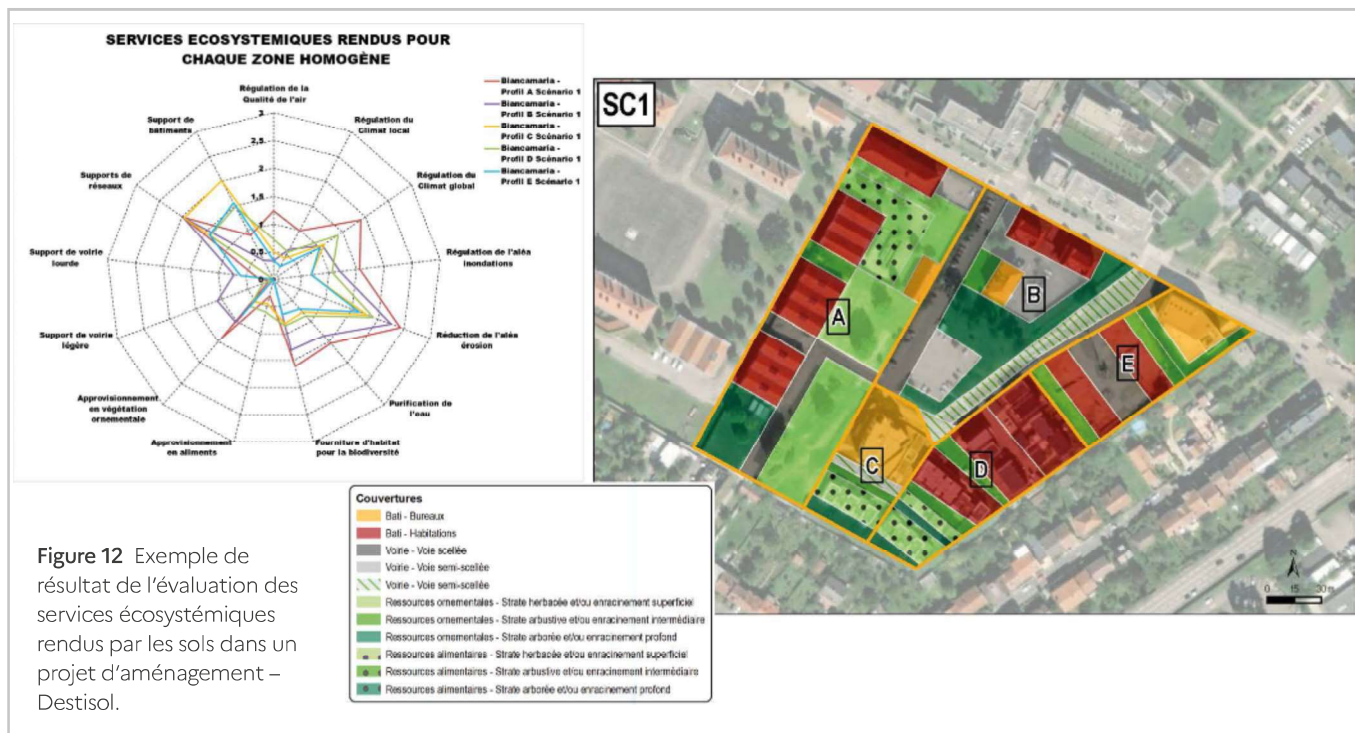 SERVICES ECOSYSTEMIQUES RENDUS POUR
CHAQUE ZONE HOMOGÈNE
Biancamaria -
Profil A Scénario 1
Biancamaria -
Profil B Scénario 1
Biancamaria -
Profil C Scénario 1
Biancamaria -
Profil D Scénario 1
Biancamaria -
Profil E Scénario 1
Régulation de la
Qualité de l'air
Régulation du
Climat local
Régulation du
Climat global
Régulation de l'aléa
inondations
Réduction de l'aléa
érosion
Purification de
l'eau
Fourniture d'habitat
pour la biodiversité
Approvisionnement
en aliments
Approvisionnement
en végétation
ornementale
Support de voirie
légère
Support de voirie
lourde
Supports de
réseaux
Support de
bâtiments
3
2,5
2
1,5
1
0,5
0
SC1
A
B
C
D
E
N
0 15 30 m
Figure 12 Exemple de
résultat de l'évaluation des
services écosystémiques
rendus par les sols dans un
projet d'aménagement –
Destisol.
Couvertures
Bati - Bureaux
Bati - Habitations
Voirie - Voie scellée
Voirie - Voie semi-scellée
Voirie - Voie semi-scellée
Ressources ornementales - Strate herbacée et/ou enracinement superficiel
Ressources ornementales - Strate arbustive et/ou enracinement intermédiaire
Ressources ornementales - Strate arborée et/ou enracinement profond
Ressources alimentaires - Strate herbacée et/ou enracinement superficiel
Ressources alimentaires - Strate arbustive et/ou enracinement intermédiaire
Ressources alimentaires - Strate arborée et/ou enracinement profond